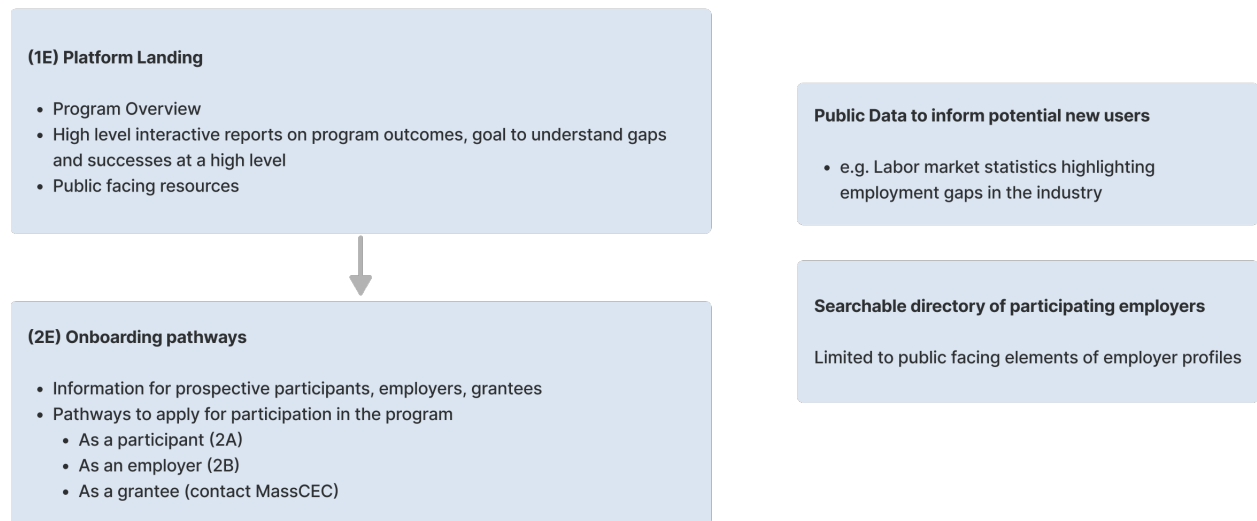 (1E) Platform Landing
• Program Overview
• High level interactive reports on program outcomes, goal to understand gaps
and successes at a high level
• Public facing resources
(2E) Onboarding pathways
• Information for prospective participants, employers, grantees
• Pathways to apply for participation in the program
• As a participant (2A)
• As an employer (2B)
• As a grantee (contact MassCEC)
Public Data to inform potential new users
• e.g. Labor market statistics highlighting
employment gaps in the industry
Searchable directory of participating employers
Limited to public facing elements of employer profiles